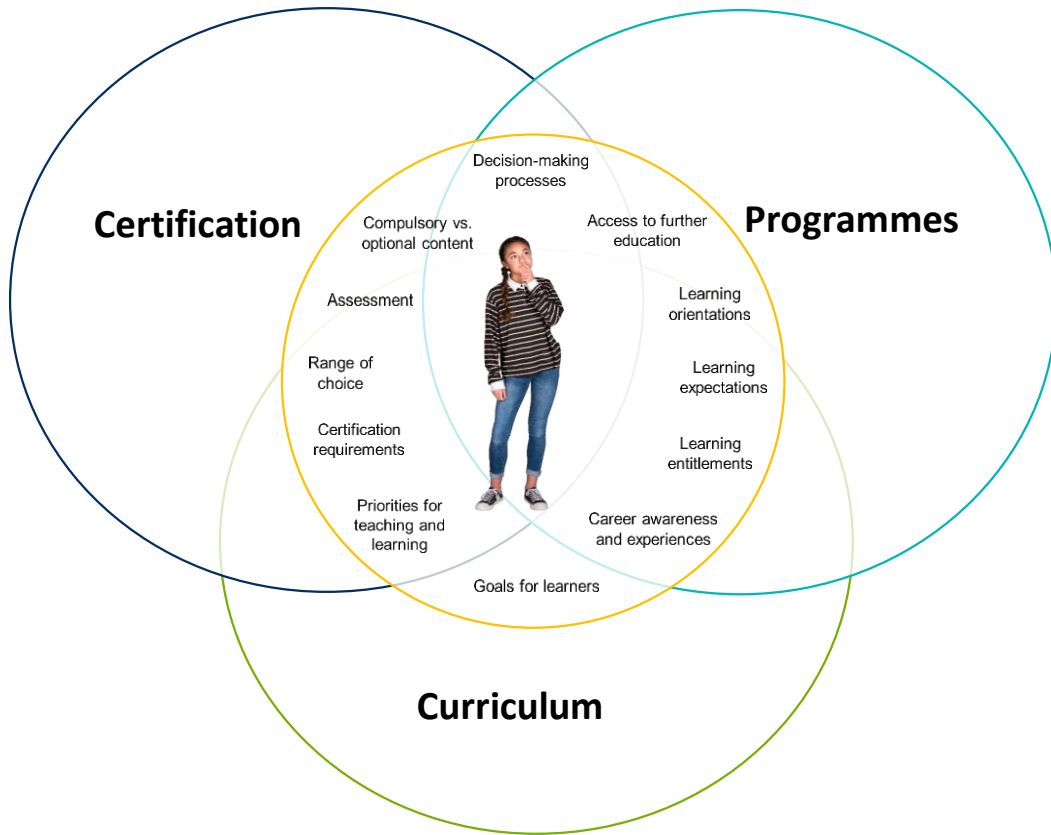 Certification
Programmes
Curriculum
Decision-making
processes
Compulsory vs.
optional content
Access to further
education
Assessment
Learning
orientations
Range of
choice
Learning
expectations
Certification
requirements
Learning
entitlements
Priorities for
teaching and
learning
Career awareness
and experiences
Goals for learners